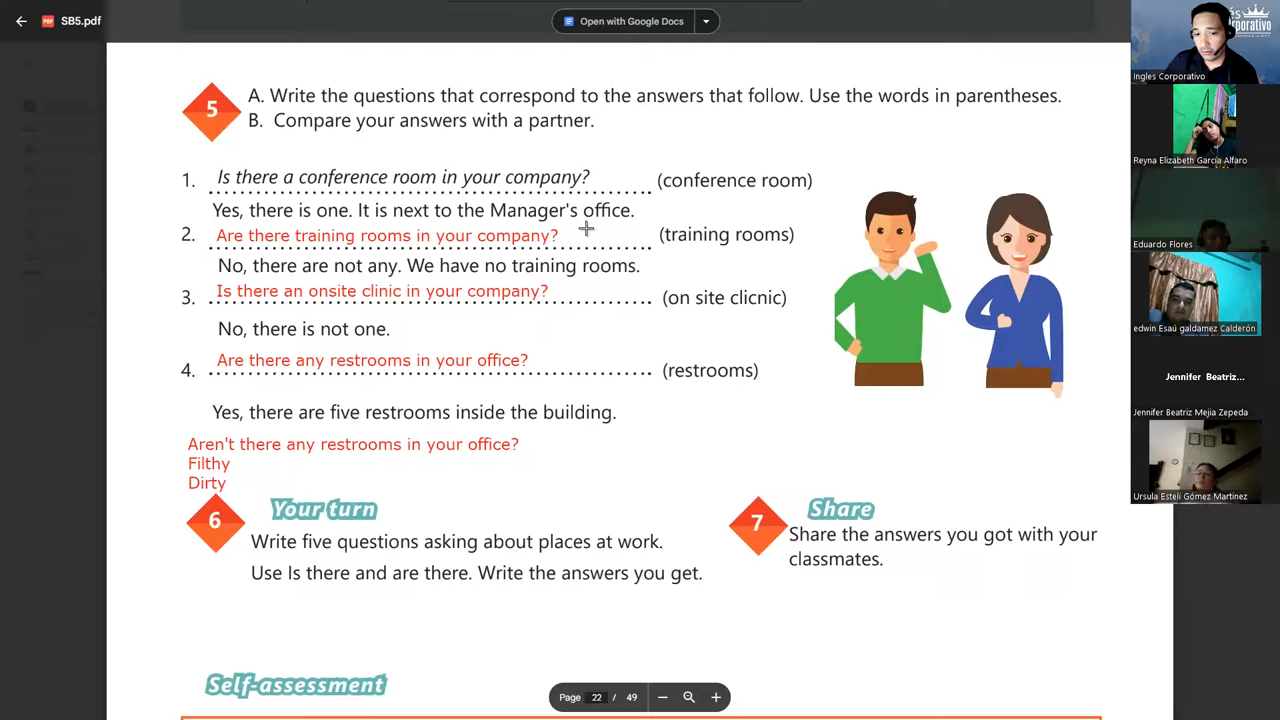 SB5.pdf
Open with Google Docs
5
A. Write the questions that correspond to the answers that follow. Use the words in parentheses.
B. Compare your answers with a partner.
1. Is there a conference room in your company? (conference room)
Yes, there is one. It is next to the Manager's office.
2. Are there training rooms in your company? (training rooms)
No, there are not any. We have no training rooms.
3. Is there an onsite clinic in your company? (on site clicnic)
No, there is not one.
4. Are there any restrooms in your office? (restrooms)
Yes, there are five restrooms inside the building.
Aren't there any restrooms in your office?
Filthy
Dirty
6 Your turn
Write five questions asking about places at work.
Use Is there and are there. Write the answers you get.
7 Share
Share the answers you got with your
classmates.
Self-assessment
Page 22 / 49
Ingles Corporativo
Reyna Elizabeth García Alfaro
Eduardo Flores
edwin Esaú galdamez Calderón
Jennifer Beatriz...
Jennifer Beatriz Mejia Zepeda
Ursula Estelí Gómez Martinez